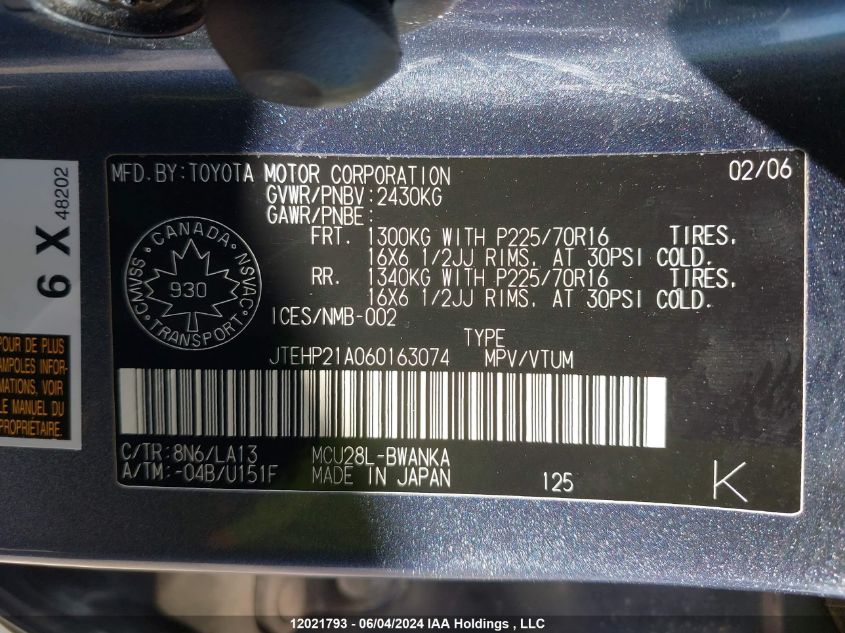 MFD.BY:TOYOTA MOTOR CORPORATION 02/06
GVWR/PNBV:2430KG
GAWR/PNBE:
FRT. 1300KG WITH P225/70R16 TIRES,
16X6 1/2JJ RIMS, AT 30PSI COLD.
RR. 1340KG WITH P225/70R16 TIRES,
16X6 1/2JJ RIMS, AT 30PSI COLD.
ICES/NMB-002
CANADA
CMVSS 930 NSVAC
TRANSPORT
TYPE
JTEHP21A060163074 MPV/VTUM
C/TR:8N6/LA13 MCU28L-BWANKA
A/TM:-04B/U151F MADE IN JAPAN 125 K
6 X 48202
POUR DE PLUS
AMPOLES INFOR-
MATIONS, VOIR
LE MANUEL DU
PROPRIÉTAIRE.
12021793 - 06/04/2024 IAA Holdings , LLC